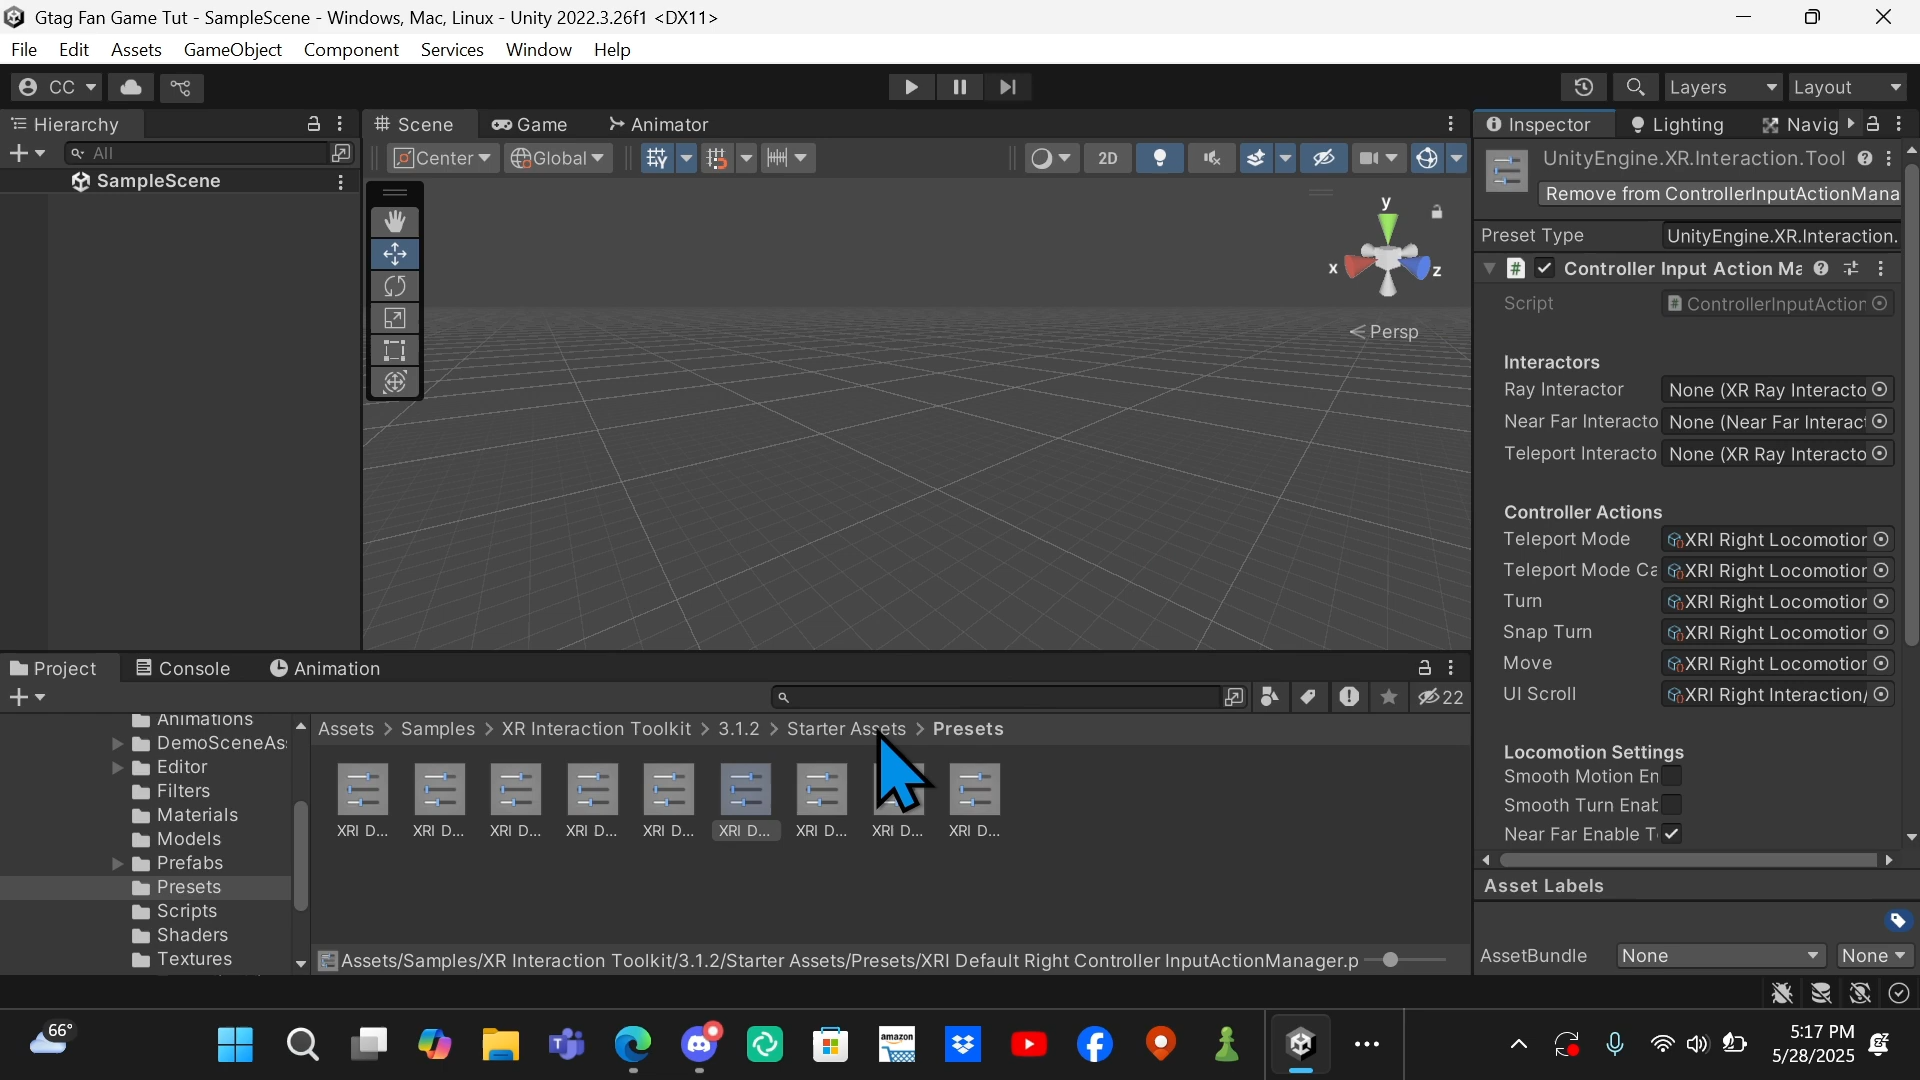 Gtag Fan Game Tut - SampleScene - Windows, Mac, Linux - Unity 2022.3.26f1 <DX11>
File Edit Assets GameObject Component Services Window Help
CC Layers Layout
Hierarchy Scene Game Animator Inspector Lighting Navig
All Center Global 2D
UnityEngine.XR.Interaction.Tool
SampleScene
Remove from ControllerInputActionMana
y
x
z
Persp
Preset Type UnityEngine.XR.Interaction.
Controller Input Action Ma
Script ControllerInputAction
Interactors
Ray Interactor None (XR Ray Interacto
Near Far Interacto None (Near Far Interact
Teleport Interacto None (XR Ray Interacto
Controller Actions
Teleport Mode XRI Right Locomotion
Teleport Mode Ca XRI Right Locomotion
Turn XRI Right Locomotion
Snap Turn XRI Right Locomotion
Move XRI Right Locomotion
UI Scroll XRI Right Interaction/
Locomotion Settings
Smooth Motion En
Smooth Turn Enab
Near Far Enable T
Asset Labels
AssetBundle None None
Project Console Animation
22
Animations
DemoSceneAs
Editor
Filters
Materials
Models
Prefabs
Presets
Scripts
Shaders
Textures
Assets > Samples > XR Interaction Toolkit > 3.1.2 > Starter Assets > Presets
XRI D... XRI D... XRI D... XRI D... XRI D... XRI D... XRI D... XRI D... XRI D...
Assets/Samples/XR Interaction Toolkit/3.1.2/Starter Assets/Presets/XRI Default Right Controller InputActionManager.p
66°
amazon
5:17 PM
5/28/2025